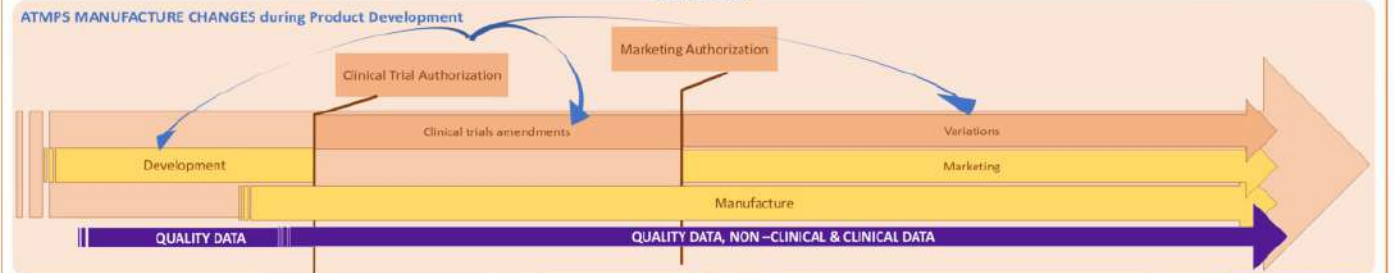 ATMPS MANUFACTURE CHANGES during Product Development
Marketing Authorization
Clinical Trial Authorization
Clinical trials amendments
Variations
Development
Marketing
Manufacture
QUALITY DATA
QUALITY DATA, NON –CLINICAL & CLINICAL DATA